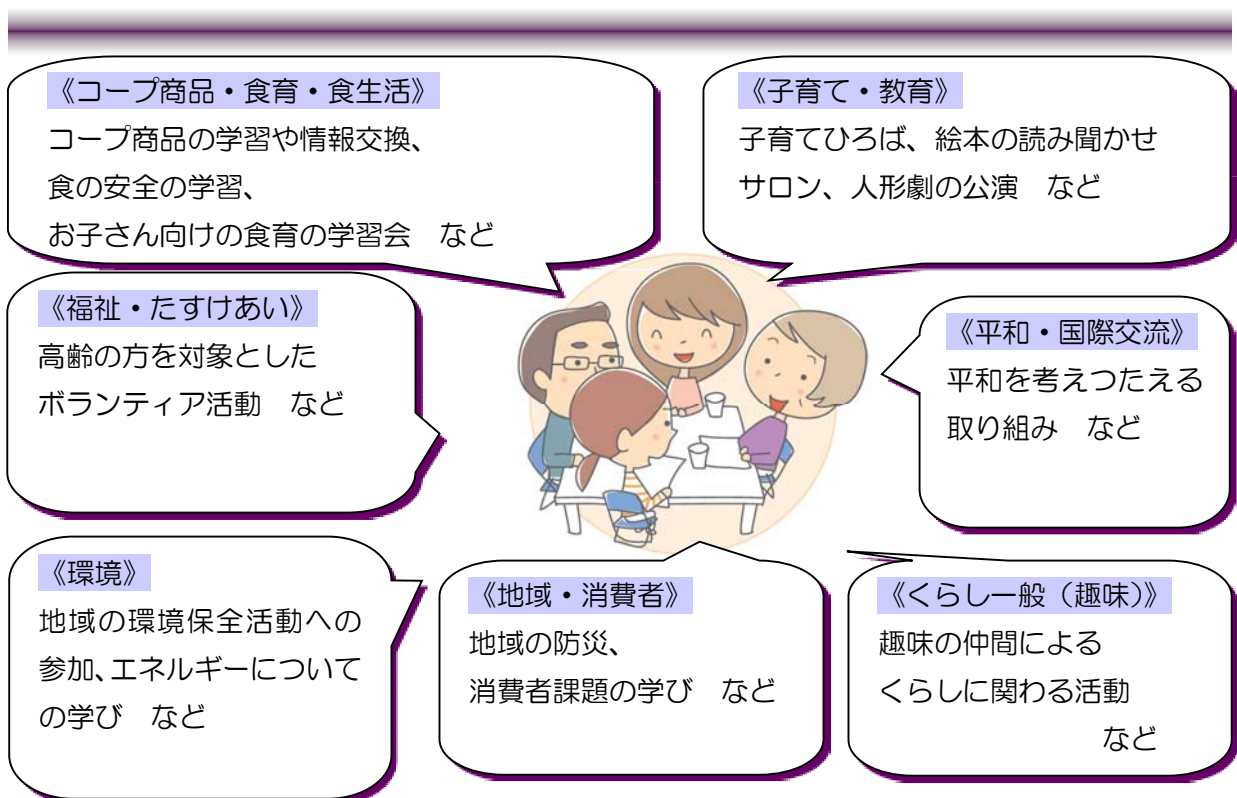 《コープ商品・食育・食生活》
コープ商品の学習や情報交換、
食の安全の学習、
お子さん向けの食育の学習会　など
《子育て・教育》
子育てひろば、絵本の読み聞かせ
サロン、人形劇の公演　など
《福祉・たすけあい》
高齢の方を対象とした
ボランティア活動　など
《平和・国際交流》
平和を考えつたえる
取り組み　など
《環境》
地域の環境保全活動への
参加、エネルギーについて
の学び　など
《地域・消費者》
地域の防災、
消費者課題の学び　など
《くらし一般（趣味）》
趣味の仲間による
くらしに関わる活動
など